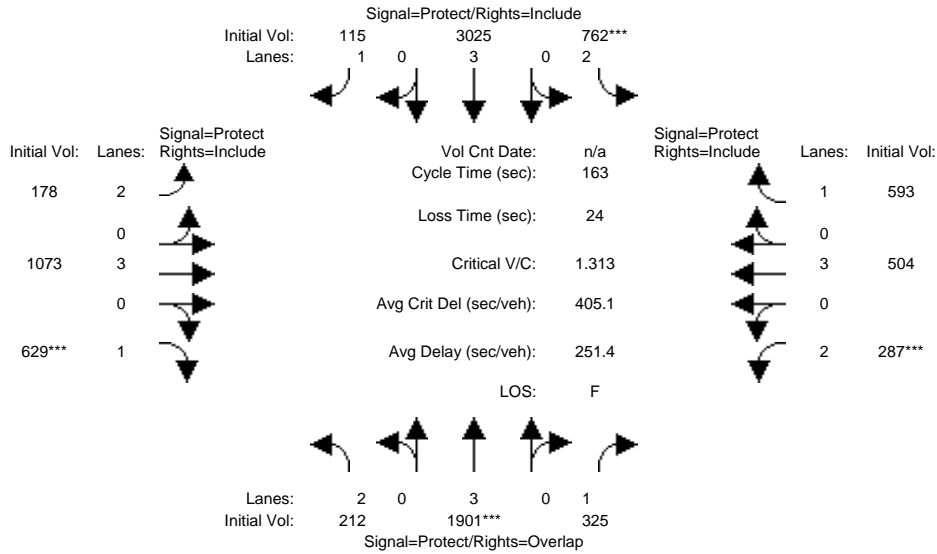 Signal=Protect/Rights=Include
Initial Vol: 115 3025 762***
Lanes: 1 0 3 0 2
Signal=Protect Signal=Protect
Initial Vol: Lanes: Rights=Include Vol Cnt Date: n/a Rights=Include Lanes: Initial Vol:
Cycle Time (sec): 163
178 2 1 593
Loss Time (sec): 24
0 0
1073 3 Critical V/C: 1.313 3 504
0 Avg Crit Del (sec/veh): 405.1 0
629*** 1 Avg Delay (sec/veh): 251.4 2 287***
LOS: F
Lanes: 2 0 3 0 1
Initial Vol: 212 1901*** 325
Signal=Protect/Rights=Overlap